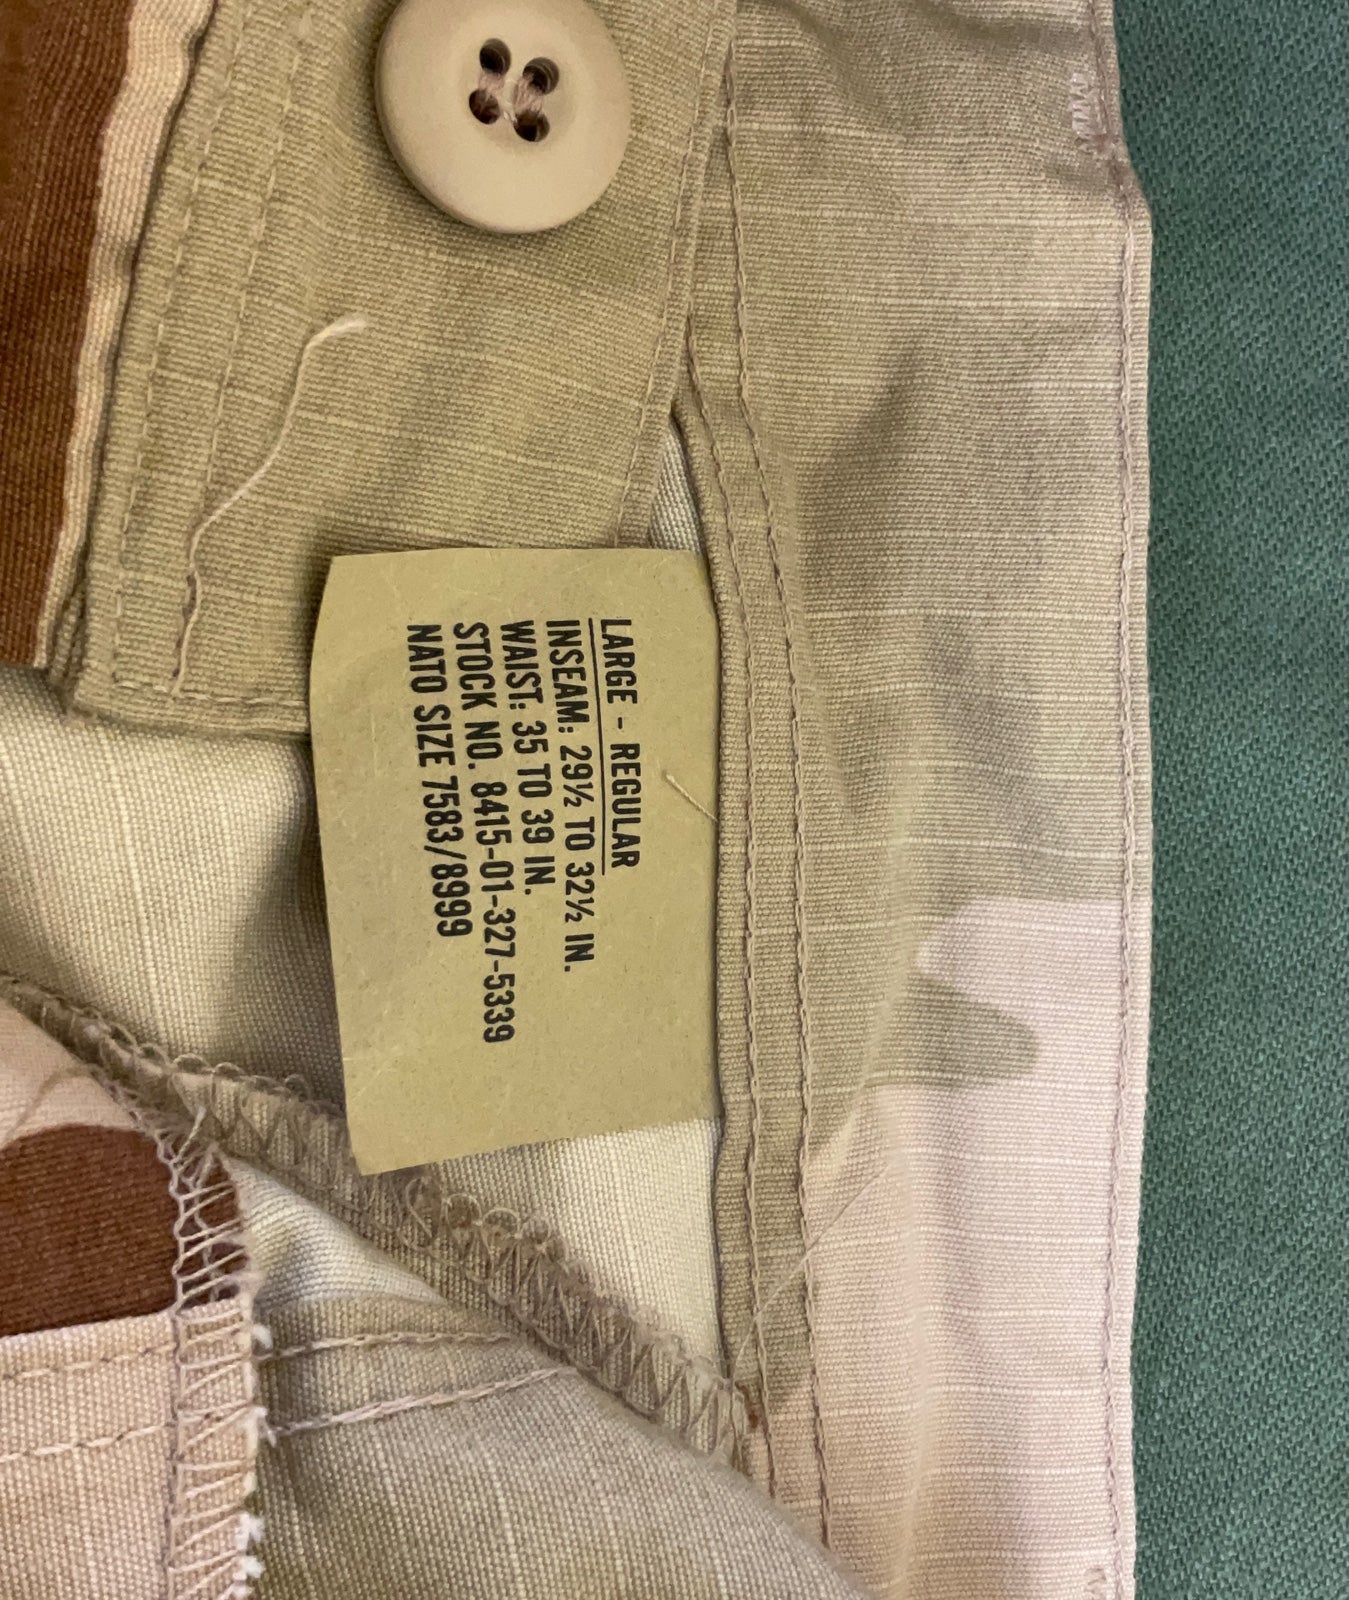 LARGE - REGULAR
INSEAM: 29½ TO 32½ IN.
WAIST: 35 TO 39 IN.
STOCK NO. 8415-01-327-5339
NATO SIZE 7583/8999